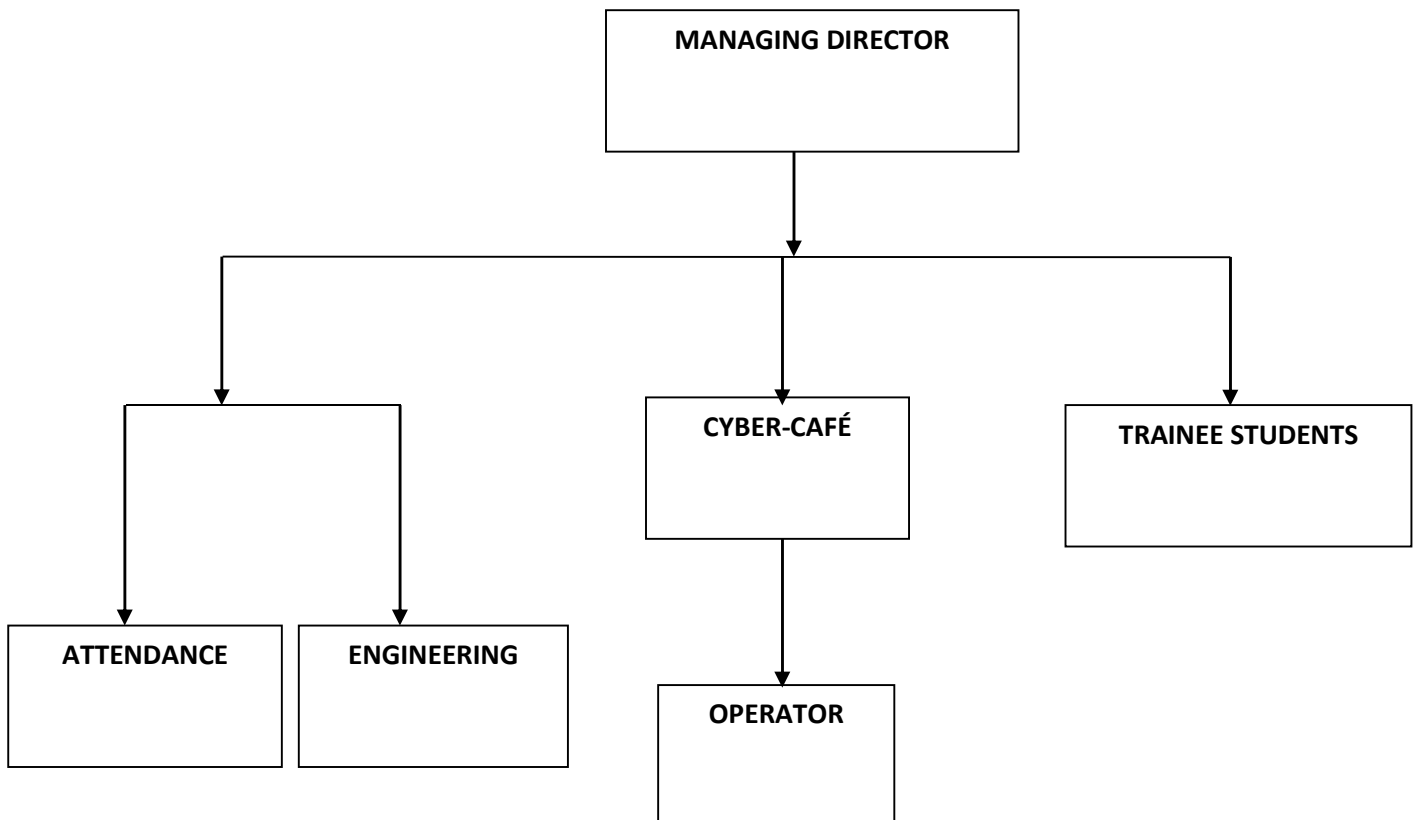 MANAGING DIRECTOR
CYBER-CAFÉ
TRAINEE STUDENTS
ATTENDANCE
ENGINEERING
OPERATOR